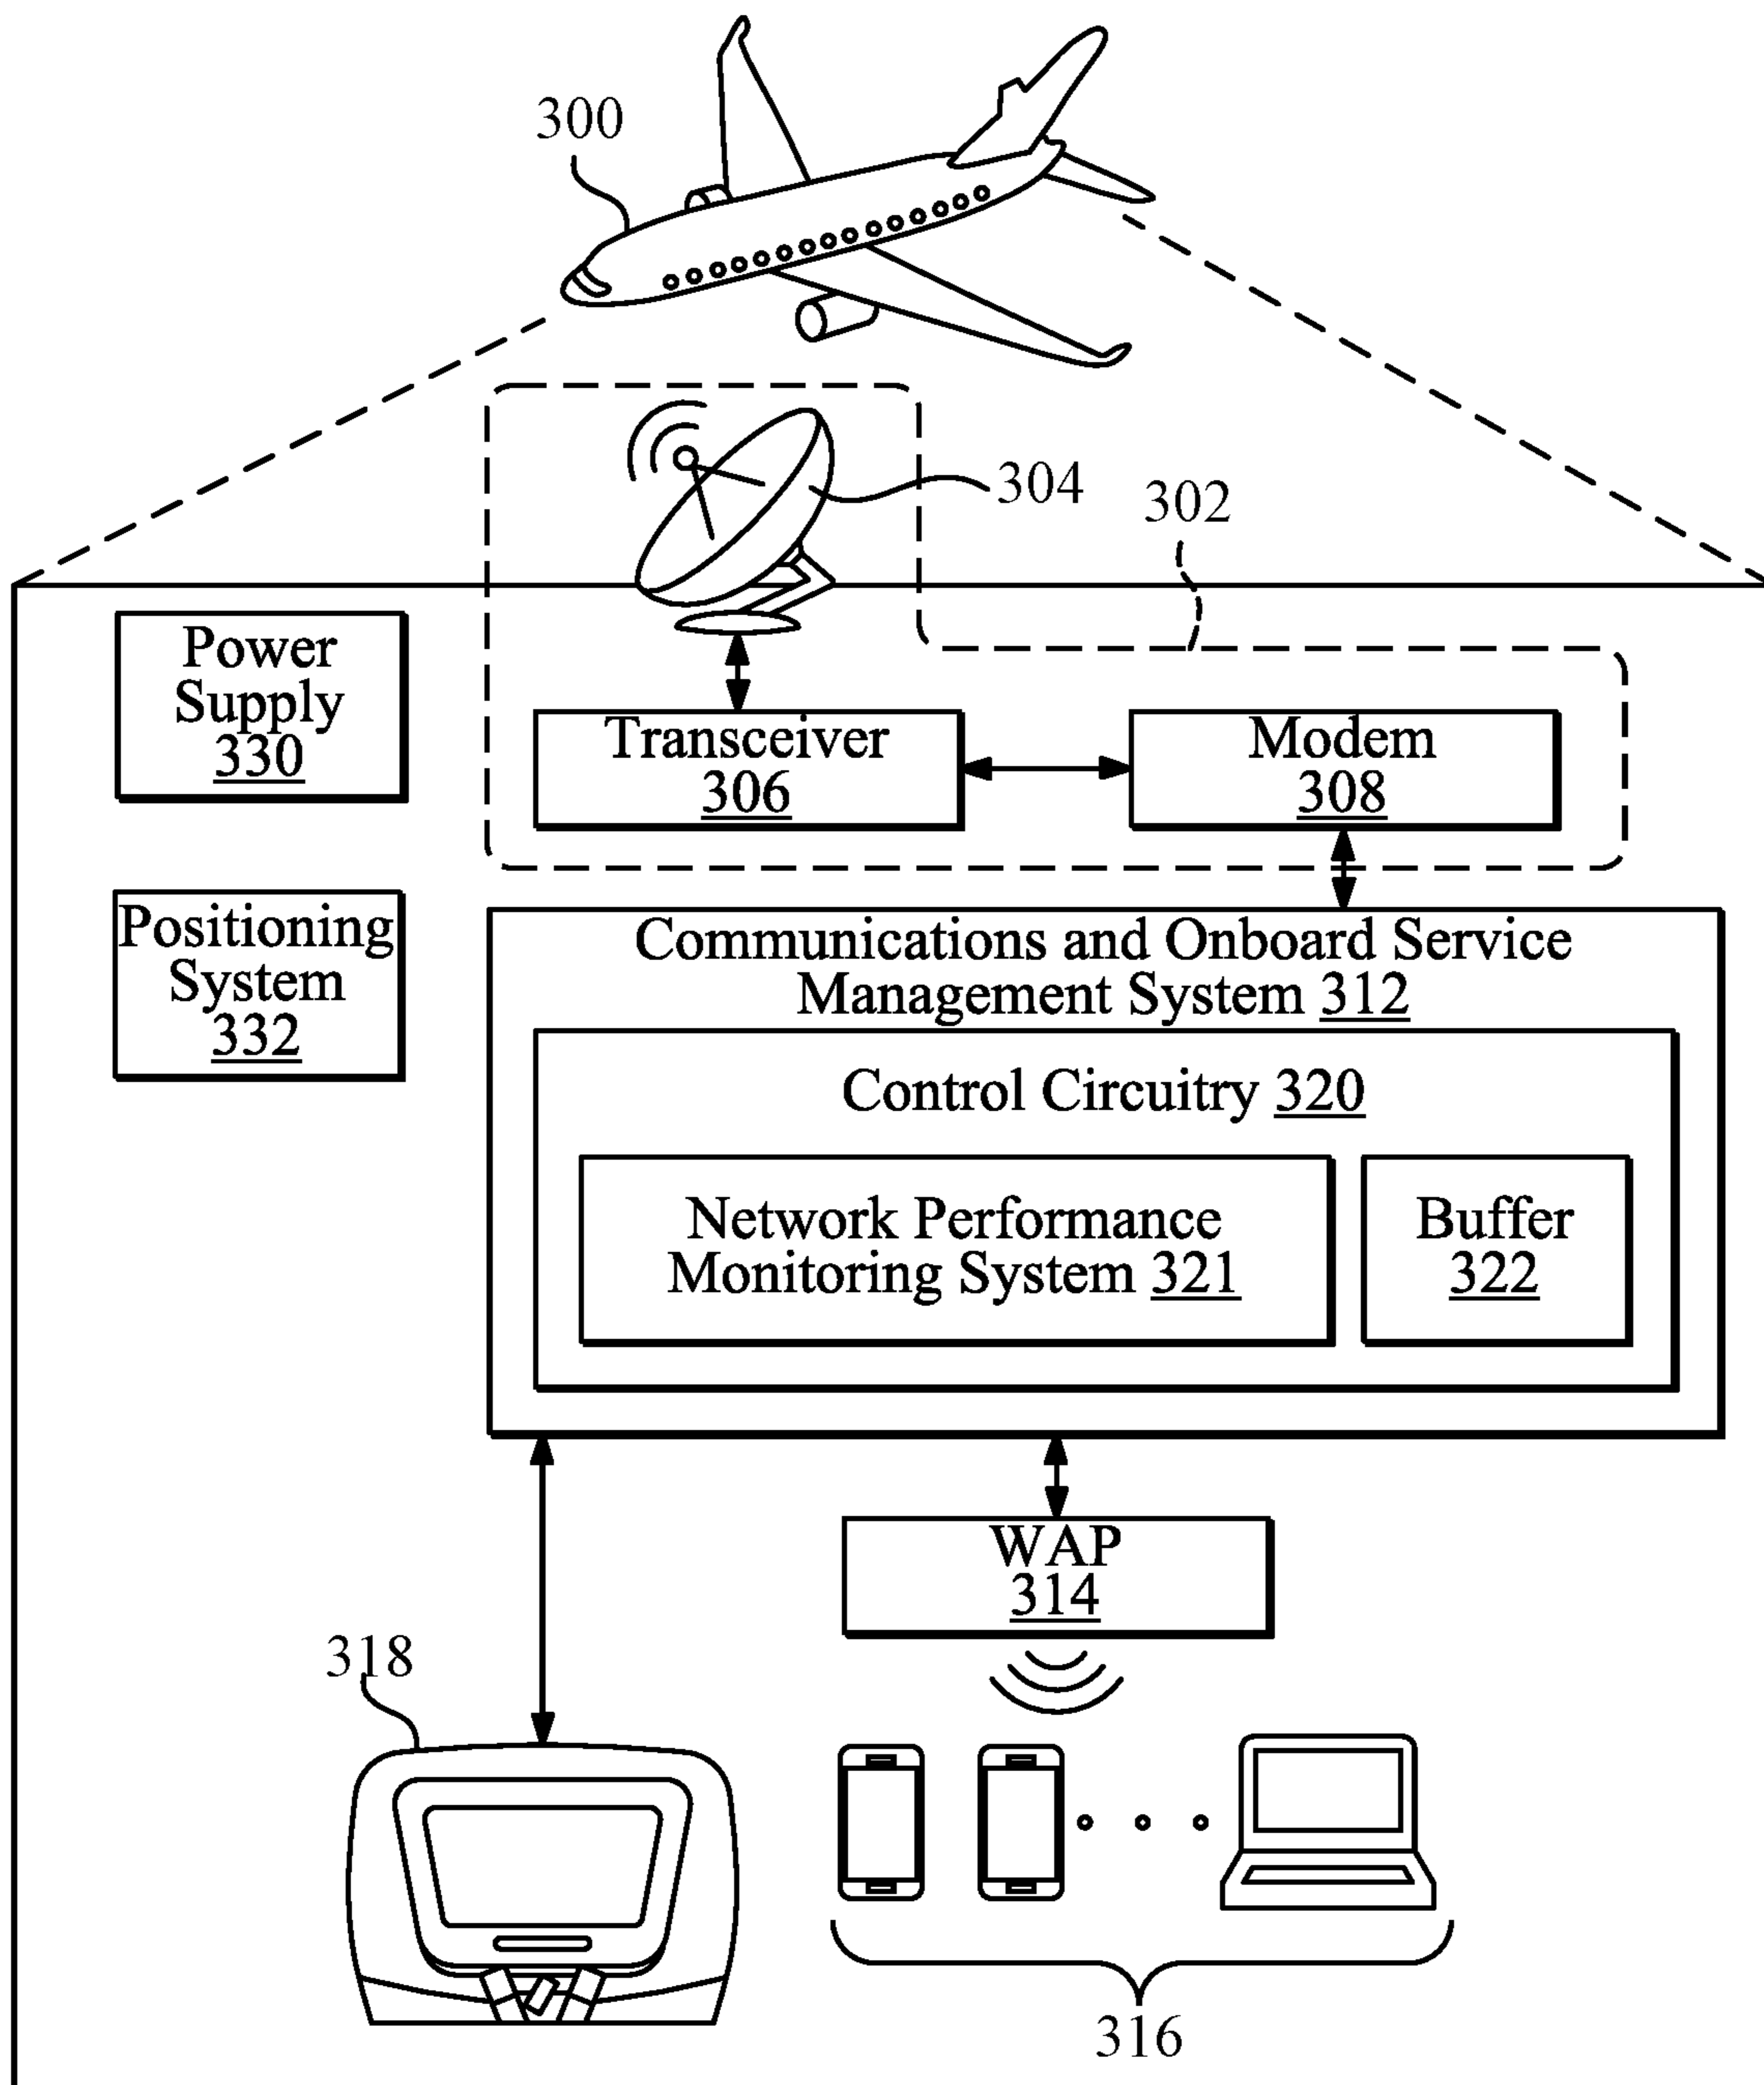 300
304
302
Power
Supply
330
Transceiver
306
Modem
308
Positioning
System
332
Communications and Onboard Service
Management System 312
Control Circuitry 320
Network Performance
Monitoring System 321
Buffer
322
WAP
314
318
316